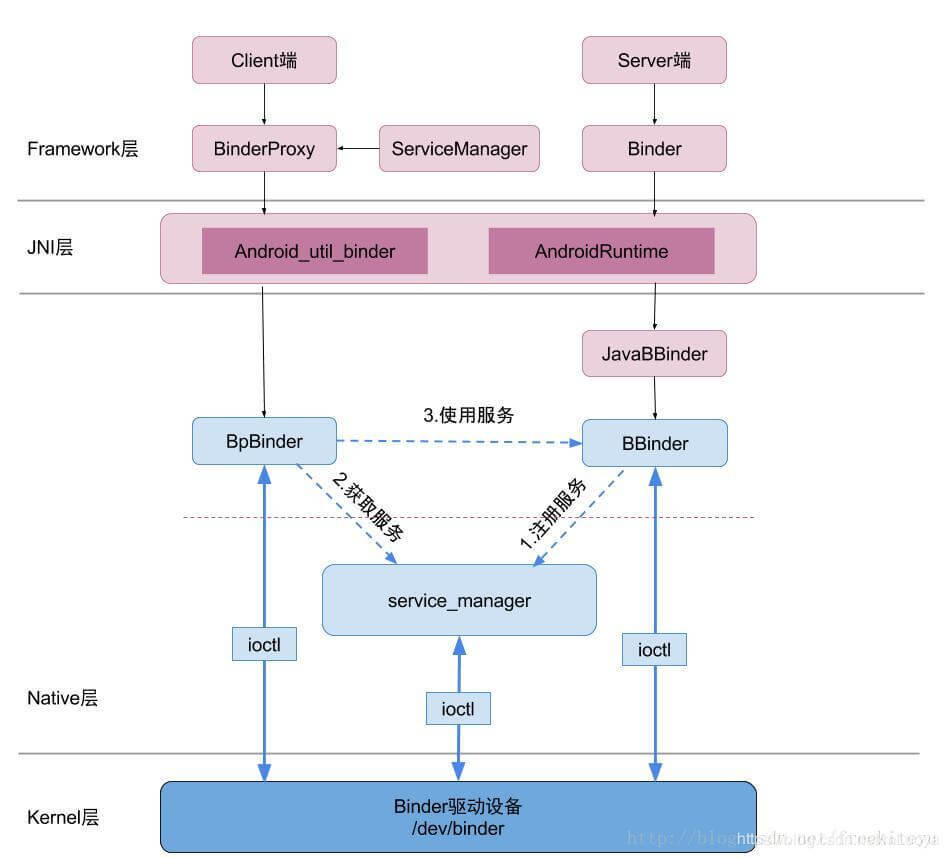 Client端
Server端
Framework层
BinderProxy
ServiceManager
Binder
JNI层
Android_util_binder
AndroidRuntime
JavaBBinder
3.使用服务
BpBinder
BBinder
2.获取服务
1.注册服务
service_manager
ioctl
ioctl
Native层
ioctl
Kernel层
Binder驱动设备
/dev/binder